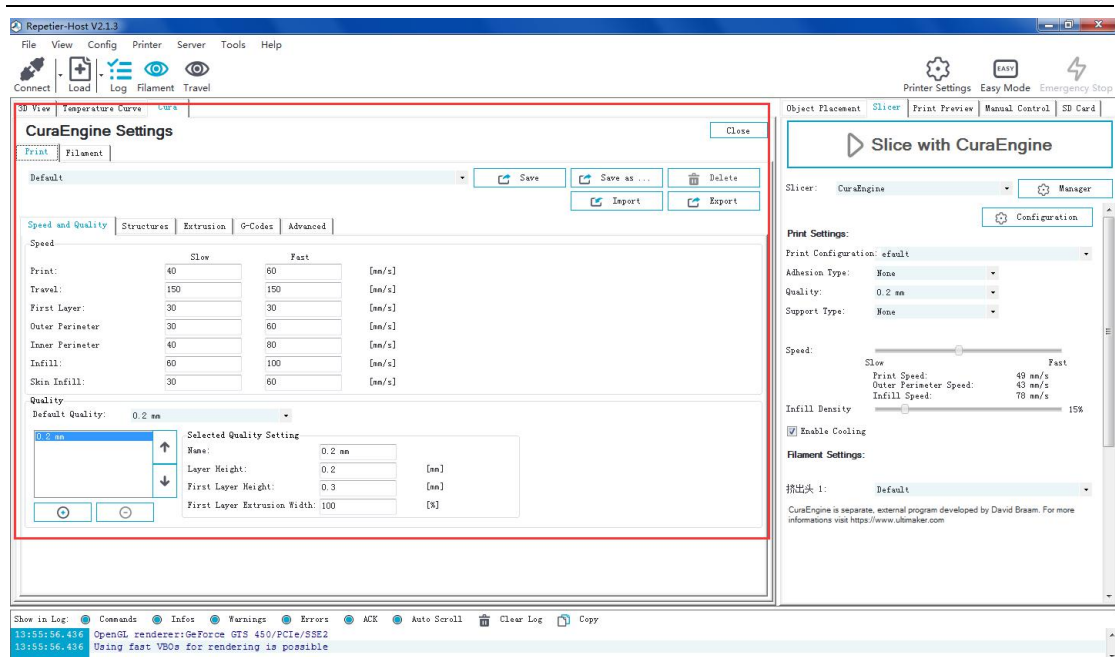 Repetier-Host V2.1.3
File View Config Printer Server Tools Help
Connect Load Log Filament Travel
Printer Settings EASY Easy Mode Emergency Stop
3D View Temperature Curve Cura
CuraEngine Settings
Close
Print Filament
Default
Save Save as ... Delete
Import Export
Speed and Quality Structures Extrusion G-Codes Advanced
Speed
Slow Fast
Print: 40 60 [mm/s]
Travel: 150 150 [mm/s]
First Layer: 30 30 [mm/s]
Outer Perimeter 30 60 [mm/s]
Inner Perimeter 40 80 [mm/s]
Infill: 60 100 [mm/s]
Skin Infill: 30 60 [mm/s]
Quality
Default Quality: 0.2 mm
0.2 mm
Selected Quality Setting
Name: 0.2 mm
Layer Height: 0.2 [mm]
First Layer Height: 0.3 [mm]
First Layer Extrusion Width: 100 [%]
Object Placement Slicer Print Preview Manual Control SD Card
Slice with CuraEngine
Slicer: CuraEngine Manager
Configuration
Print Settings:
Print Configuration: efault
Adhesion Type: None
Quality: 0.2 mm
Support Type: None
Speed:
Slow Fast
Print Speed: 49 mm/s
Outer Perimeter Speed: 43 mm/s
Infill Speed: 78 mm/s
Infill Density 15%
Enable Cooling
Filament Settings:
挤出头 1: Default
CuraEngine is separate, external program developed by David Braam. For more
informations visit https://www.ultimaker.com
Show in Log: Commands Infos Warnings Errors ACK Auto Scroll Clear Log Copy
13:55:56.436 OpenGL renderer:GeForce GTS 450/PCIe/SSE2
13:55:56.436 Using fast VBOs for rendering is possible